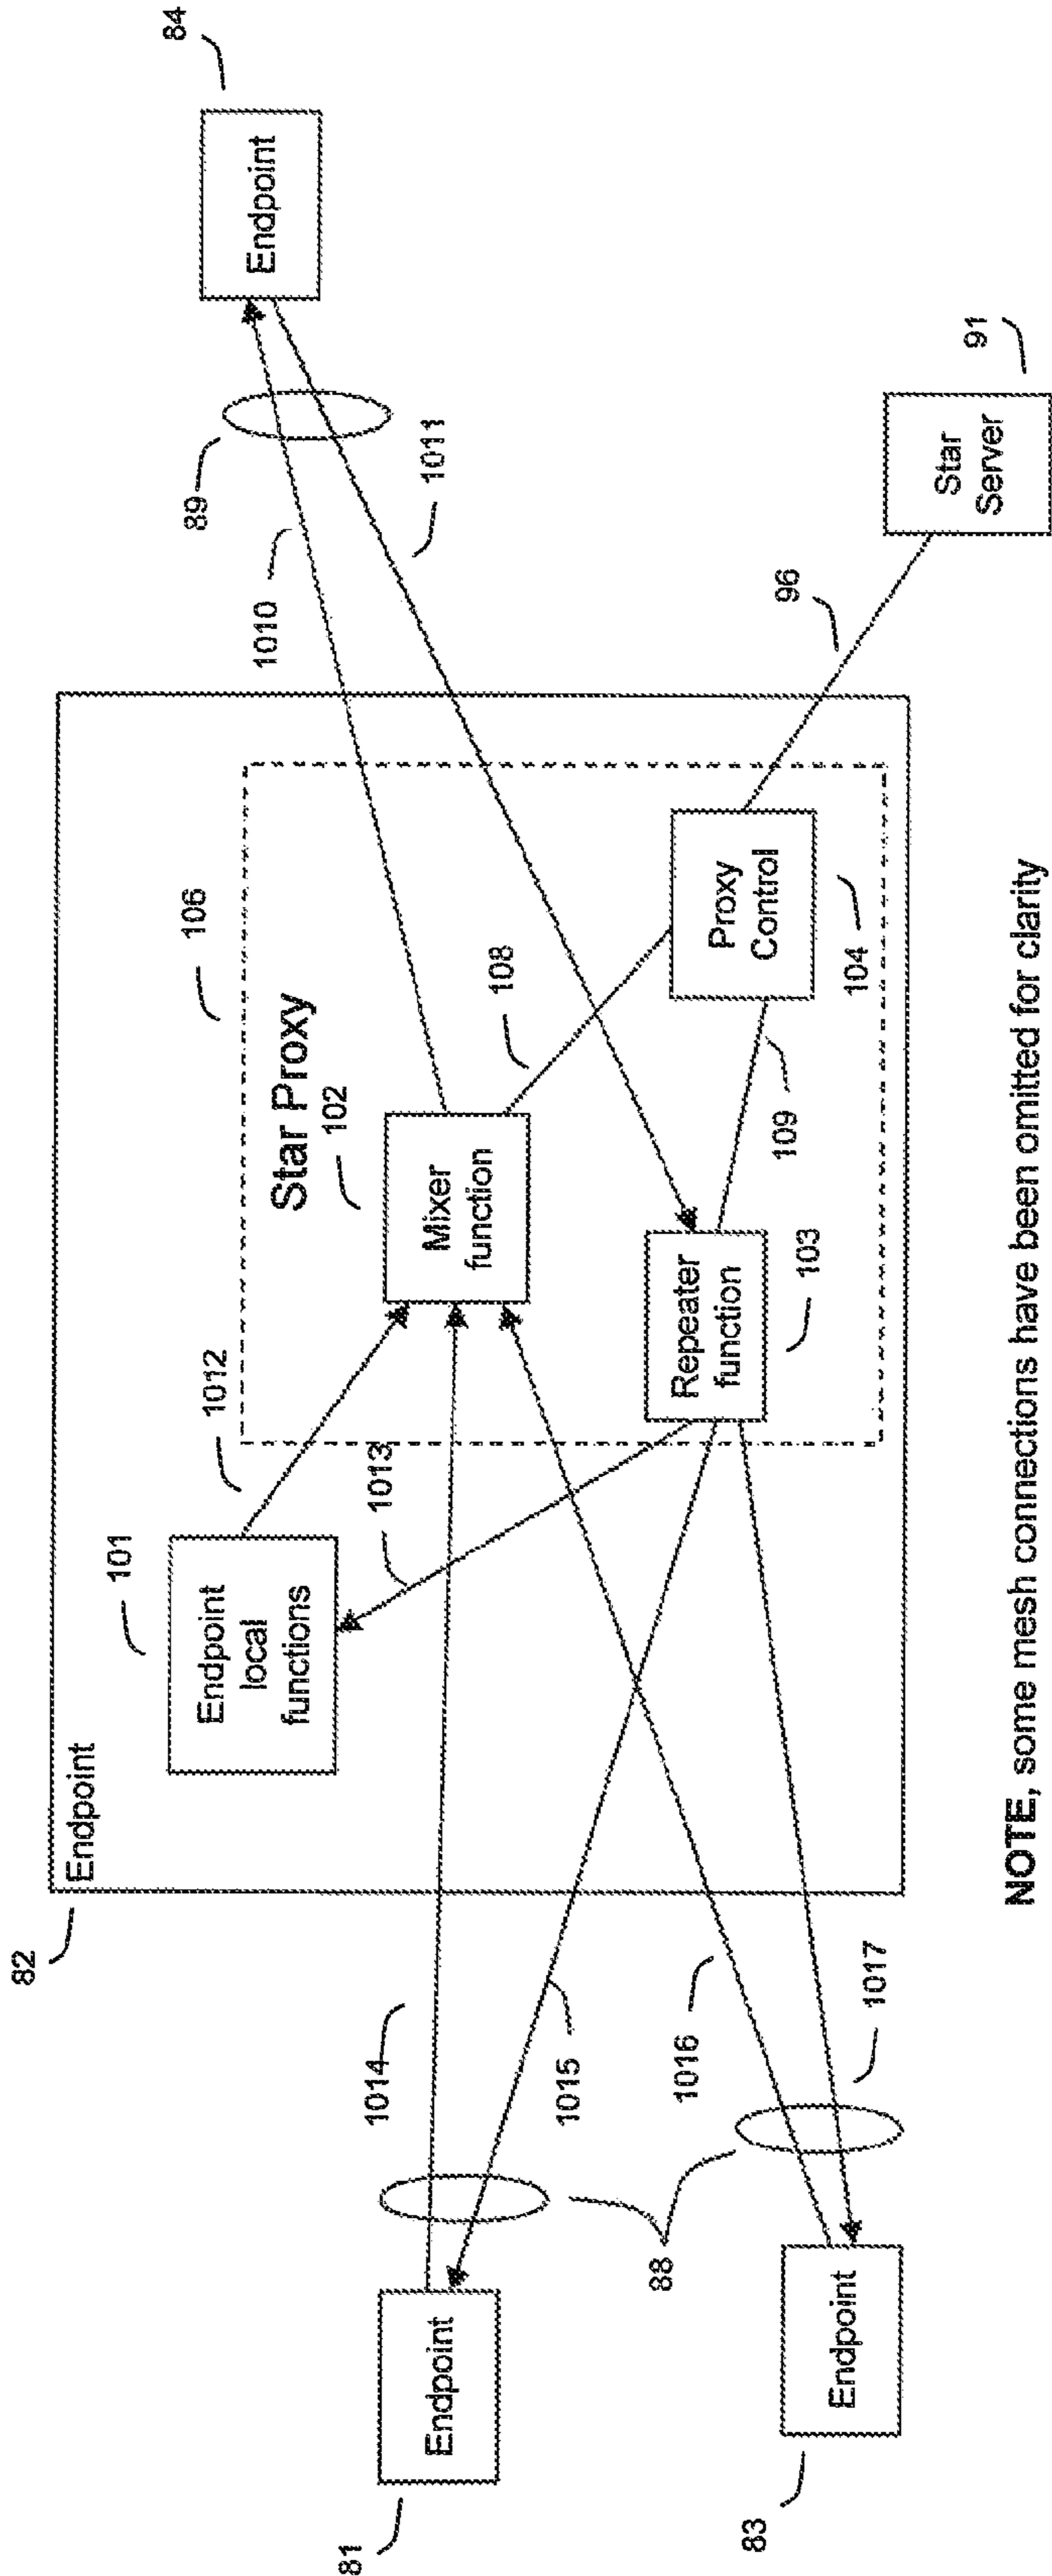 82
Endpoint
101
Endpoint
local
functions
1012
1013
106
Star Proxy
102
Mixer
function
108
Repeater
function
103
109
Proxy
Control
104
84
Endpoint
89
1010
1011
96
91
Star
Server
1014
1015
1016
1017
88
81
Endpoint
83
Endpoint
NOTE, some mesh connections have been omitted for clarity